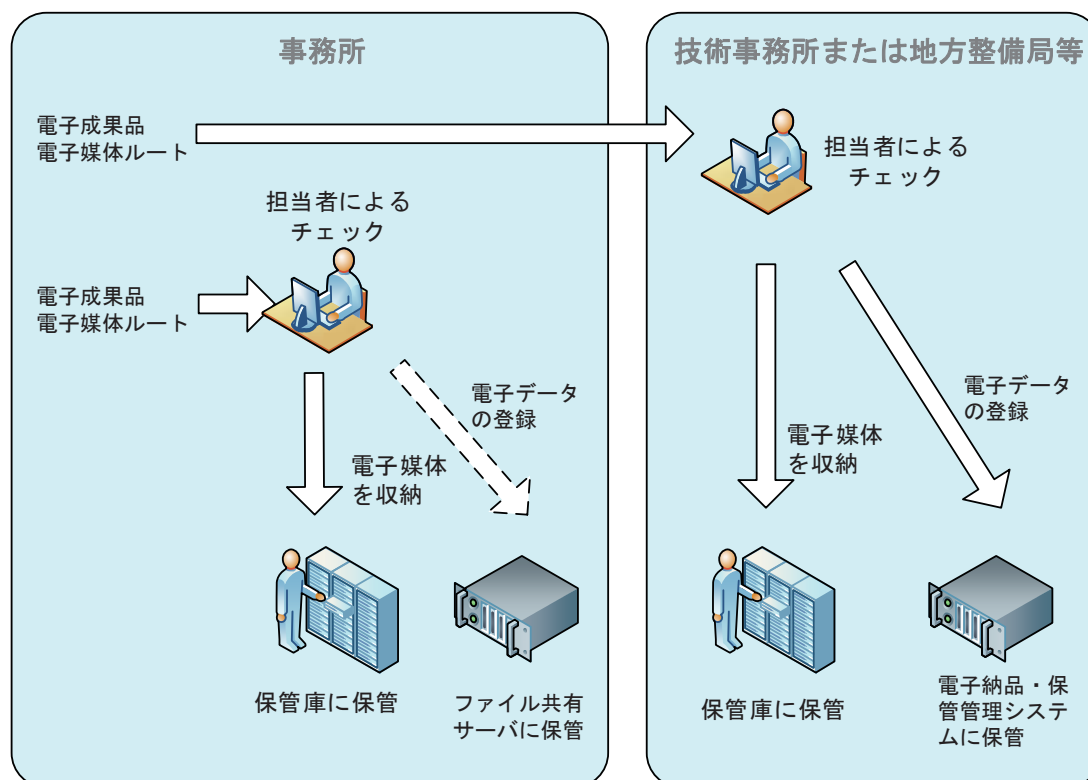 事務所
電子成果品
電子媒体ルート
担当者による
チェック
電子成果品
電子媒体ルート
電子データ
の登録
電子媒体
を収納
保管庫に保管
ファイル共有
サーバに保管
技術事務所または地方整備局等
担当者による
チェック
電子データ
の登録
電子媒体
を収納
保管庫に保管
電子納品・保
管管理システ
ムに保管